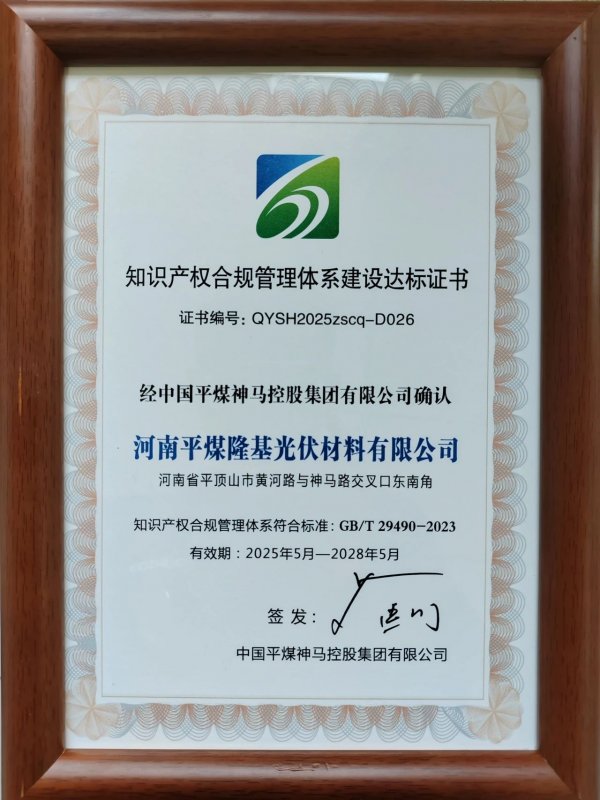 知识产权合规管理体系建设达标证书
证书编号：QYSH2025zscq-D026
经中国平煤神马控股集团有限公司确认
河南平煤隆基光伏材料有限公司
河南省平顶山市黄河路与神马路交叉口东南角
知识产权合规管理体系符合标准：GB/T 29490-2023
有效期：2025年5月—2028年5月
签发：
中国平煤神马控股集团有限公司